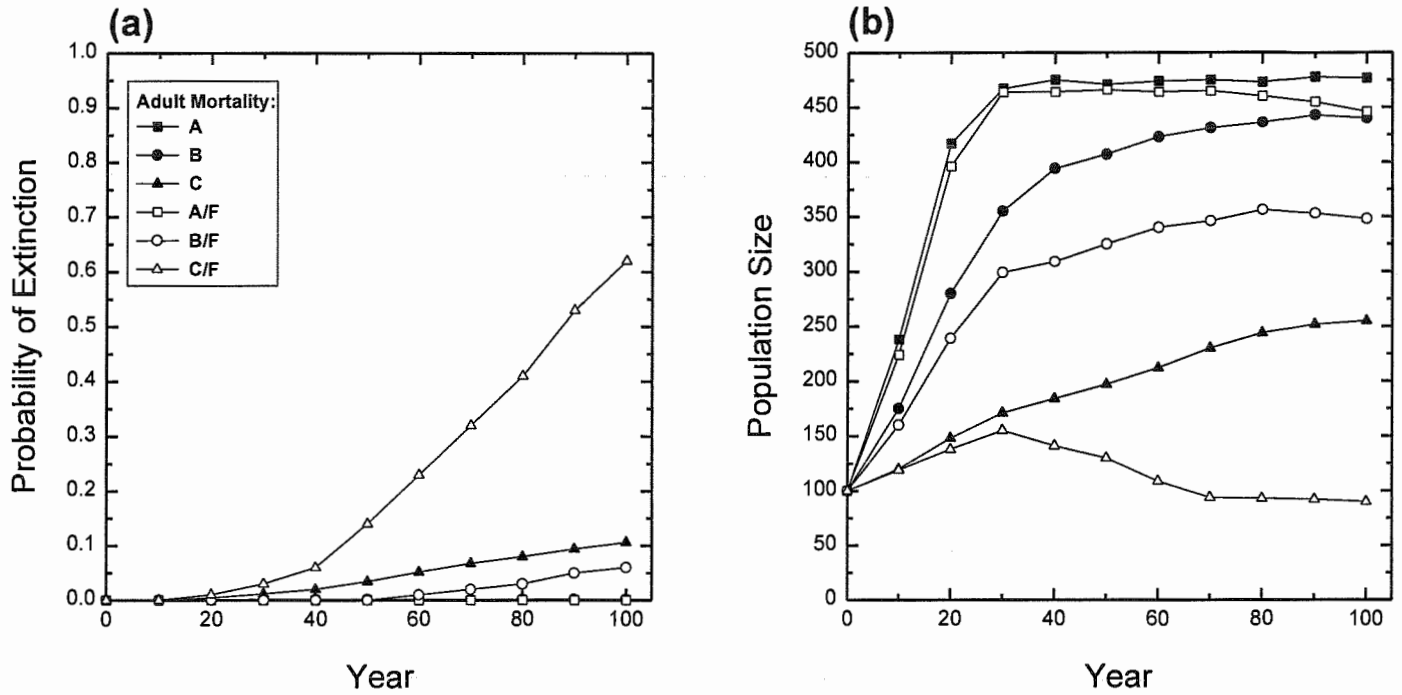 (a)
Probability of Extinction
1.0
0.9
0.8
0.7
0.6
0.5
0.4
0.3
0.2
0.1
0.0
Adult Mortality:
A
B
C
A/F
B/F
C/F
0 20 40 60 80 100
Year
(b)
Population Size
500
450
400
350
300
250
200
150
100
50
0
0 20 40 60 80 100
Year